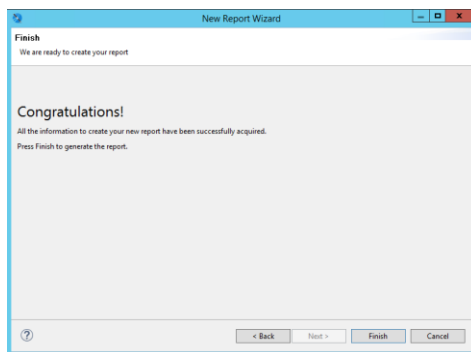 New Report Wizard
Finish
We are ready to create your report
Congratulations!
All the information to create your new report have been successfully acquired.
Press Finish to generate the report.
?
< Back Next > Finish Cancel